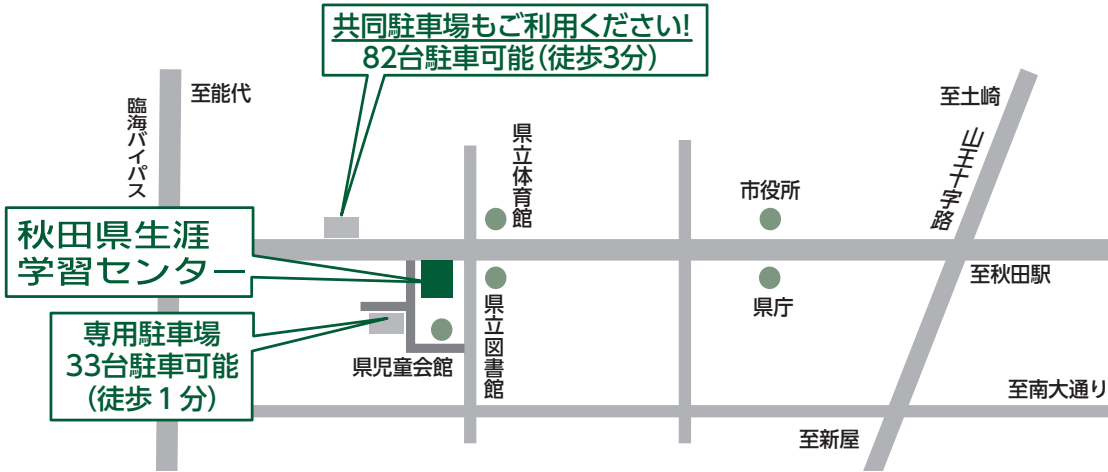 共同駐車場もご利用ください!
82台駐車可能(徒歩3分)
至能代
臨海バイパス
至土崎
山王十字路
県立体育館
市役所
秋田県生涯
学習センター
至秋田駅
県庁
県立図書館
専用駐車場
33台駐車可能
(徒歩1分)
県児童会館
至南大通り
至新屋